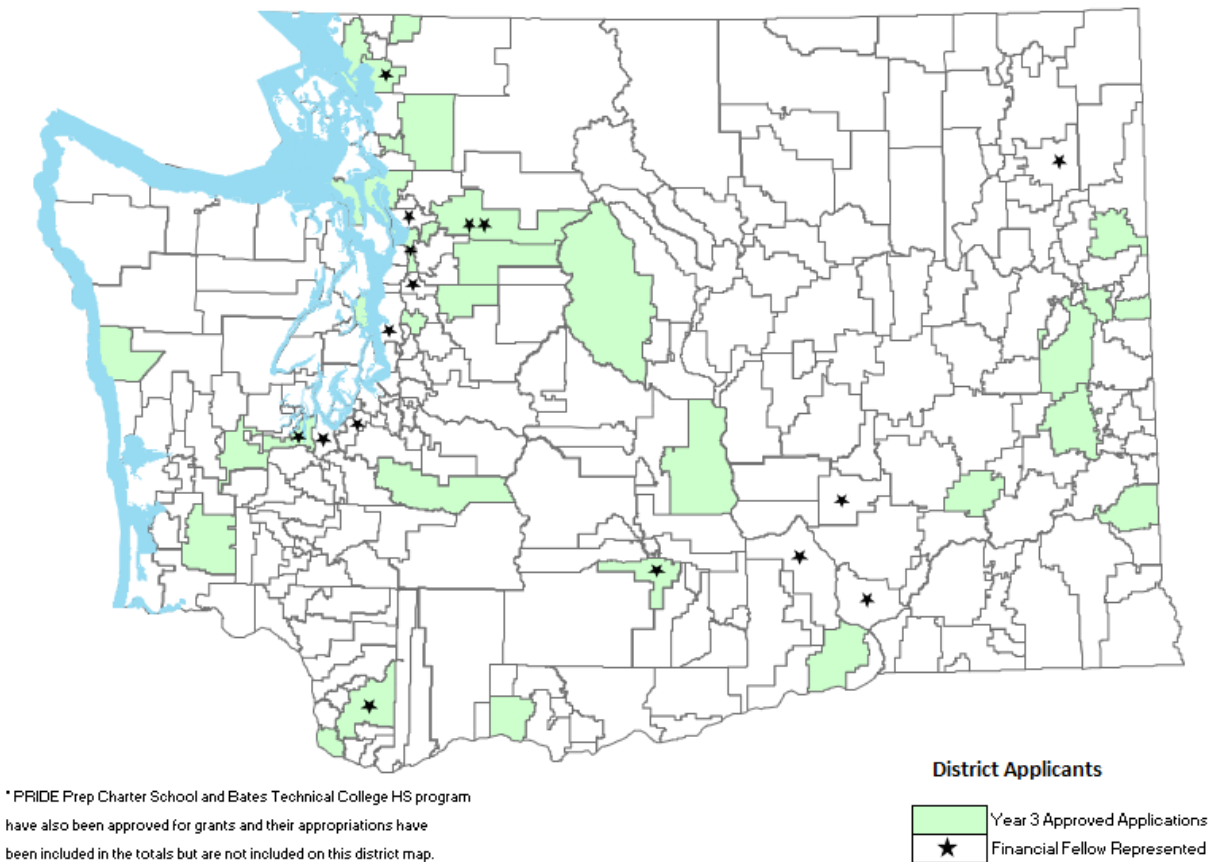 * PRIDE Prep Charter School and Bates Technical College HS program
have also been approved for grants and their appropriations have
been included in the totals but are not included on this district map.
District Applicants
Year 3 Approved Applications
Financial Fellow Represented